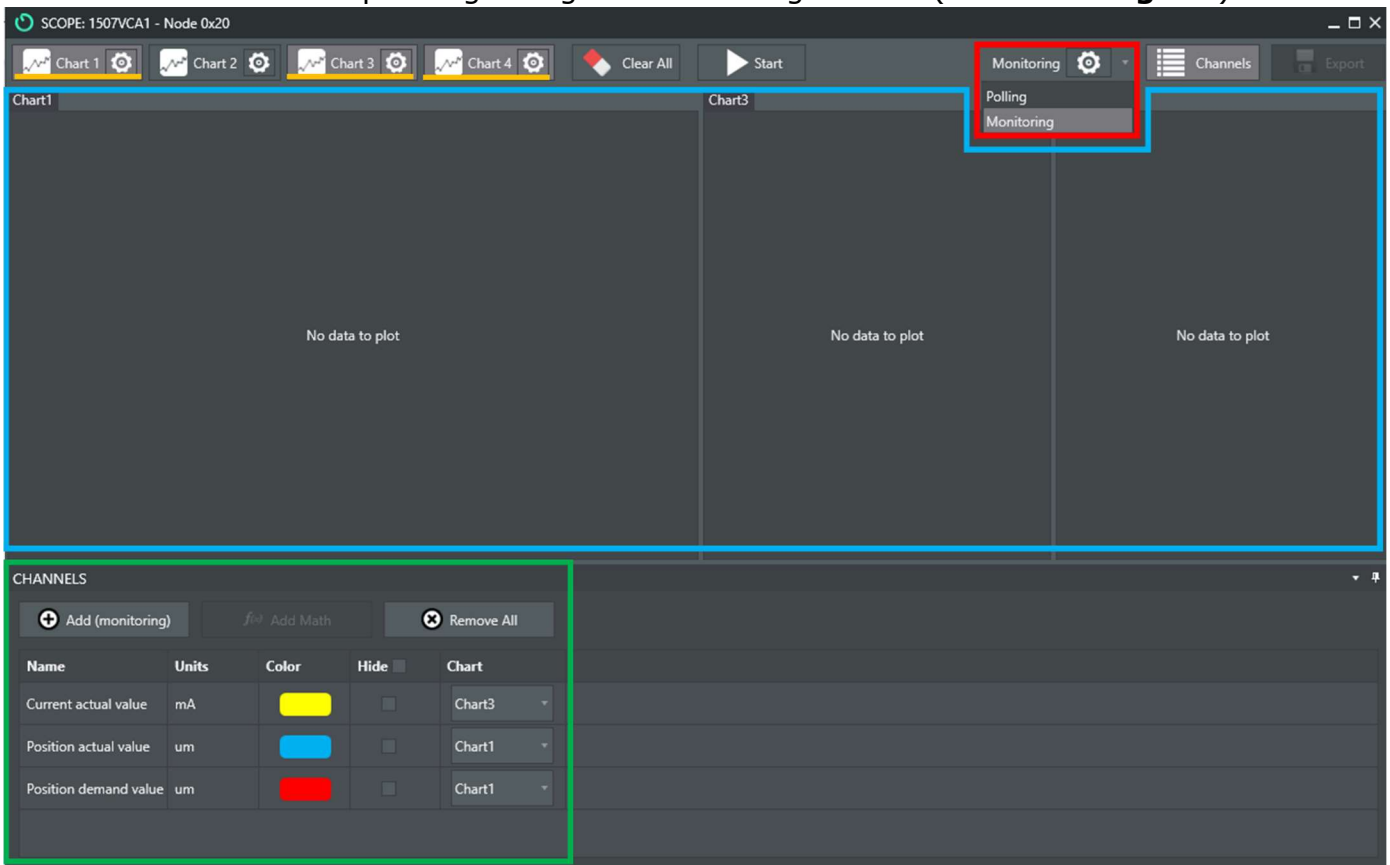 SCOPE: 1507VCA1 - Node 0x20
Chart 1 Chart 2 Chart 3 Chart 4 Clear All Start Monitoring Channels Export
Polling
Monitoring
Chart1 Chart3
No data to plot No data to plot No data to plot
CHANNELS
Add (monitoring) f(x) Add Math Remove All
Name Units Color Hide Chart
Current actual value mA Chart3
Position actual value um Chart1
Position demand value um Chart1